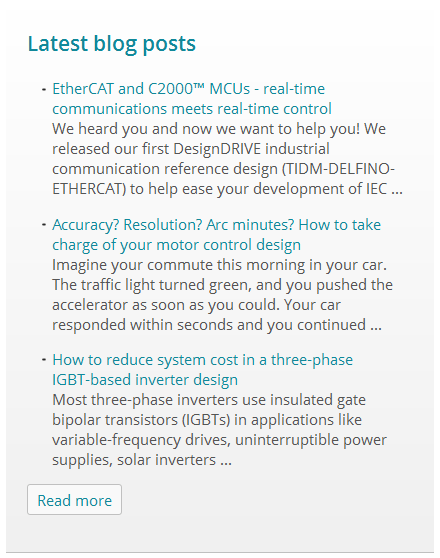 Latest blog posts
- EtherCAT and C2000™ MCUs - real-time
communications meets real-time control
We heard you and now we want to help you! We
released our first DesignDRIVE industrial
communication reference design (TIDM-DELFINO-
ETHERCAT) to help ease your development of IEC ...
- Accuracy? Resolution? Arc minutes? How to take
charge of your motor control design
Imagine your commute this morning in your car.
The traffic light turned green, and you pushed the
accelerator as soon as you could. Your car
responded within seconds and you continued ...
- How to reduce system cost in a three-phase
IGBT-based inverter design
Most three-phase inverters use insulated gate
bipolar transistors (IGBTs) in applications like
variable-frequency drives, uninterruptible power
supplies, solar inverters ...
Read more